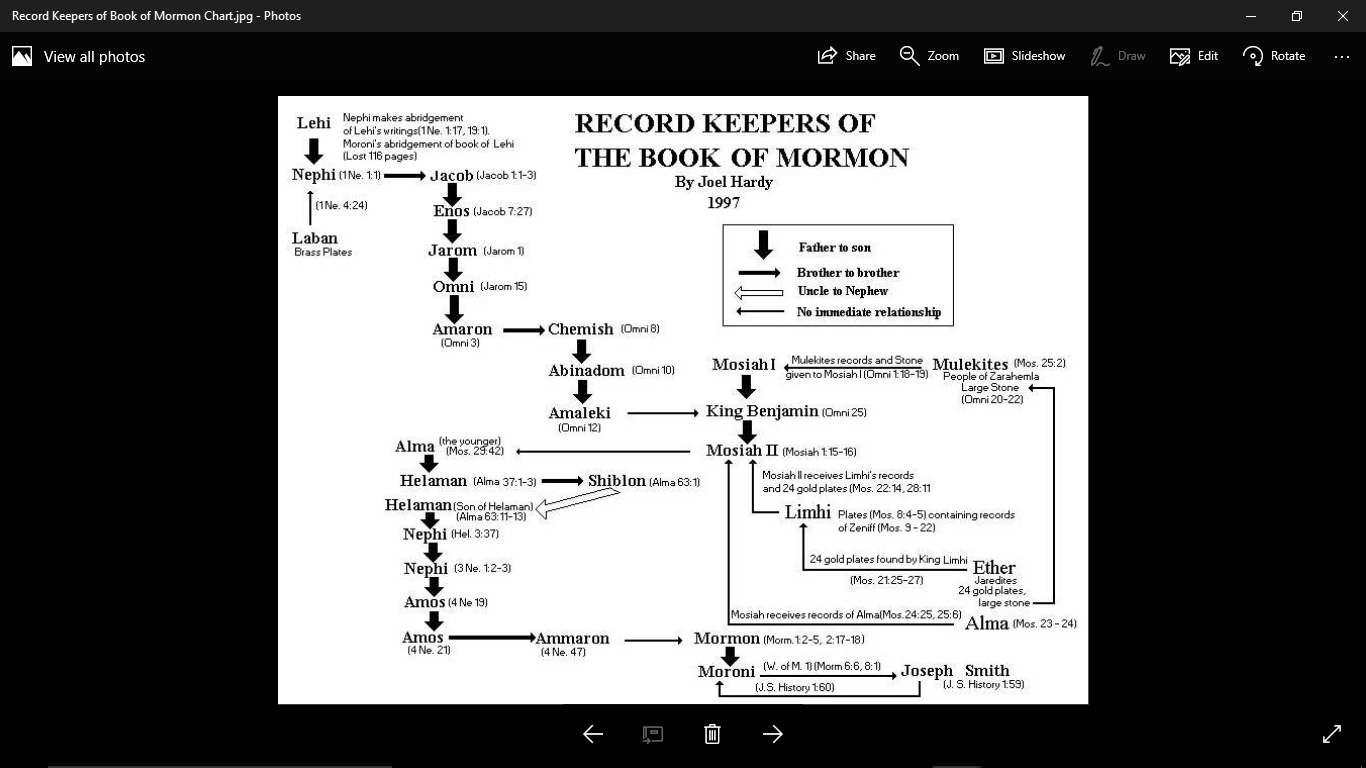 Record Keepers of Book of Mormon Chart.jpg - Photos
View all photos
Share
Zoom
Slideshow
Draw
Edit
Rotate
RECORD KEEPERS OF
THE BOOK OF MORMON
By Joel Hardy
1997
Lehi
Nephi makes abridgement
of Lehi's writings(1 Ne. 1:17, 19:1).
Moroni's abridgement of book of Lehi
(Lost 116 pages)
Nephi (1 Ne. 1:1)
Jacob (Jacob 1:1-3)
(1 Ne. 4:24)
Laban
Brass Plates
Enos (Jacob 7:27)
Jarom (Jarom 1)
Omni (Jarom 15)
Amaron
(Omni 3)
Chemish (Omni 8)
Abinadom (Omni 10)
Amaleki
(Omni 12)
Father to son
Brother to brother
Uncle to Nephew
No immediate relationship
Mosiah I
Mulekites records and Stone
given to Mosiah I (Omni 1:18-19)
Mulekites (Mos. 25:2)
People of Zarahemla
Large Stone
(Omni 20-22)
King Benjamin (Omni 25)
Mosiah II (Mosiah 1:15-16)
Alma (the younger)
(Mos. 29:42)
Helaman (Alma 37:1-3)
Shiblon (Alma 63:1)
Helaman (Son of Helaman)
(Alma 63:11-13)
Nephi (Hel. 3:37)
Nephi (3 Ne. 1:2-3)
Amos (4 Ne 19)
Amos
(4 Ne. 21)
Ammaron
(4 Ne. 47)
Mosiah II receives Limhi's records
and 24 gold plates (Mos. 22:14, 28:11
Limhi Plates (Mos. 8:4-5) containing records
of Zeniff (Mos. 9 - 22)
24 gold plates found by King Limhi
(Mos. 21:25-27)
Ether
Jaredites
24 gold plates,
large stone
Mosiah receives records of Alma(Mos.24:25, 25:6)
Alma (Mos. 23 - 24)
Mormon (Morm. 1:2-5, 2:17-18)
Moroni
(W. of M. 1) (Morm 6:6, 8:1)
(J.S. History 1:60)
Joseph Smith
(J. S. History 1:59)